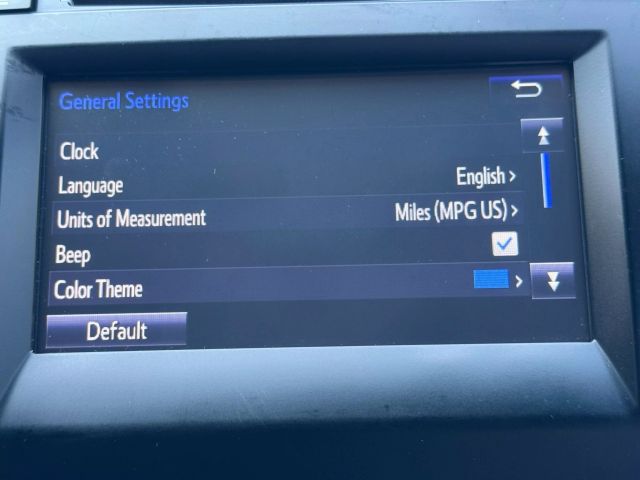 General Settings
Clock
Language English >
Units of Measurement Miles (MPG US) >
Beep
Color Theme >
Default